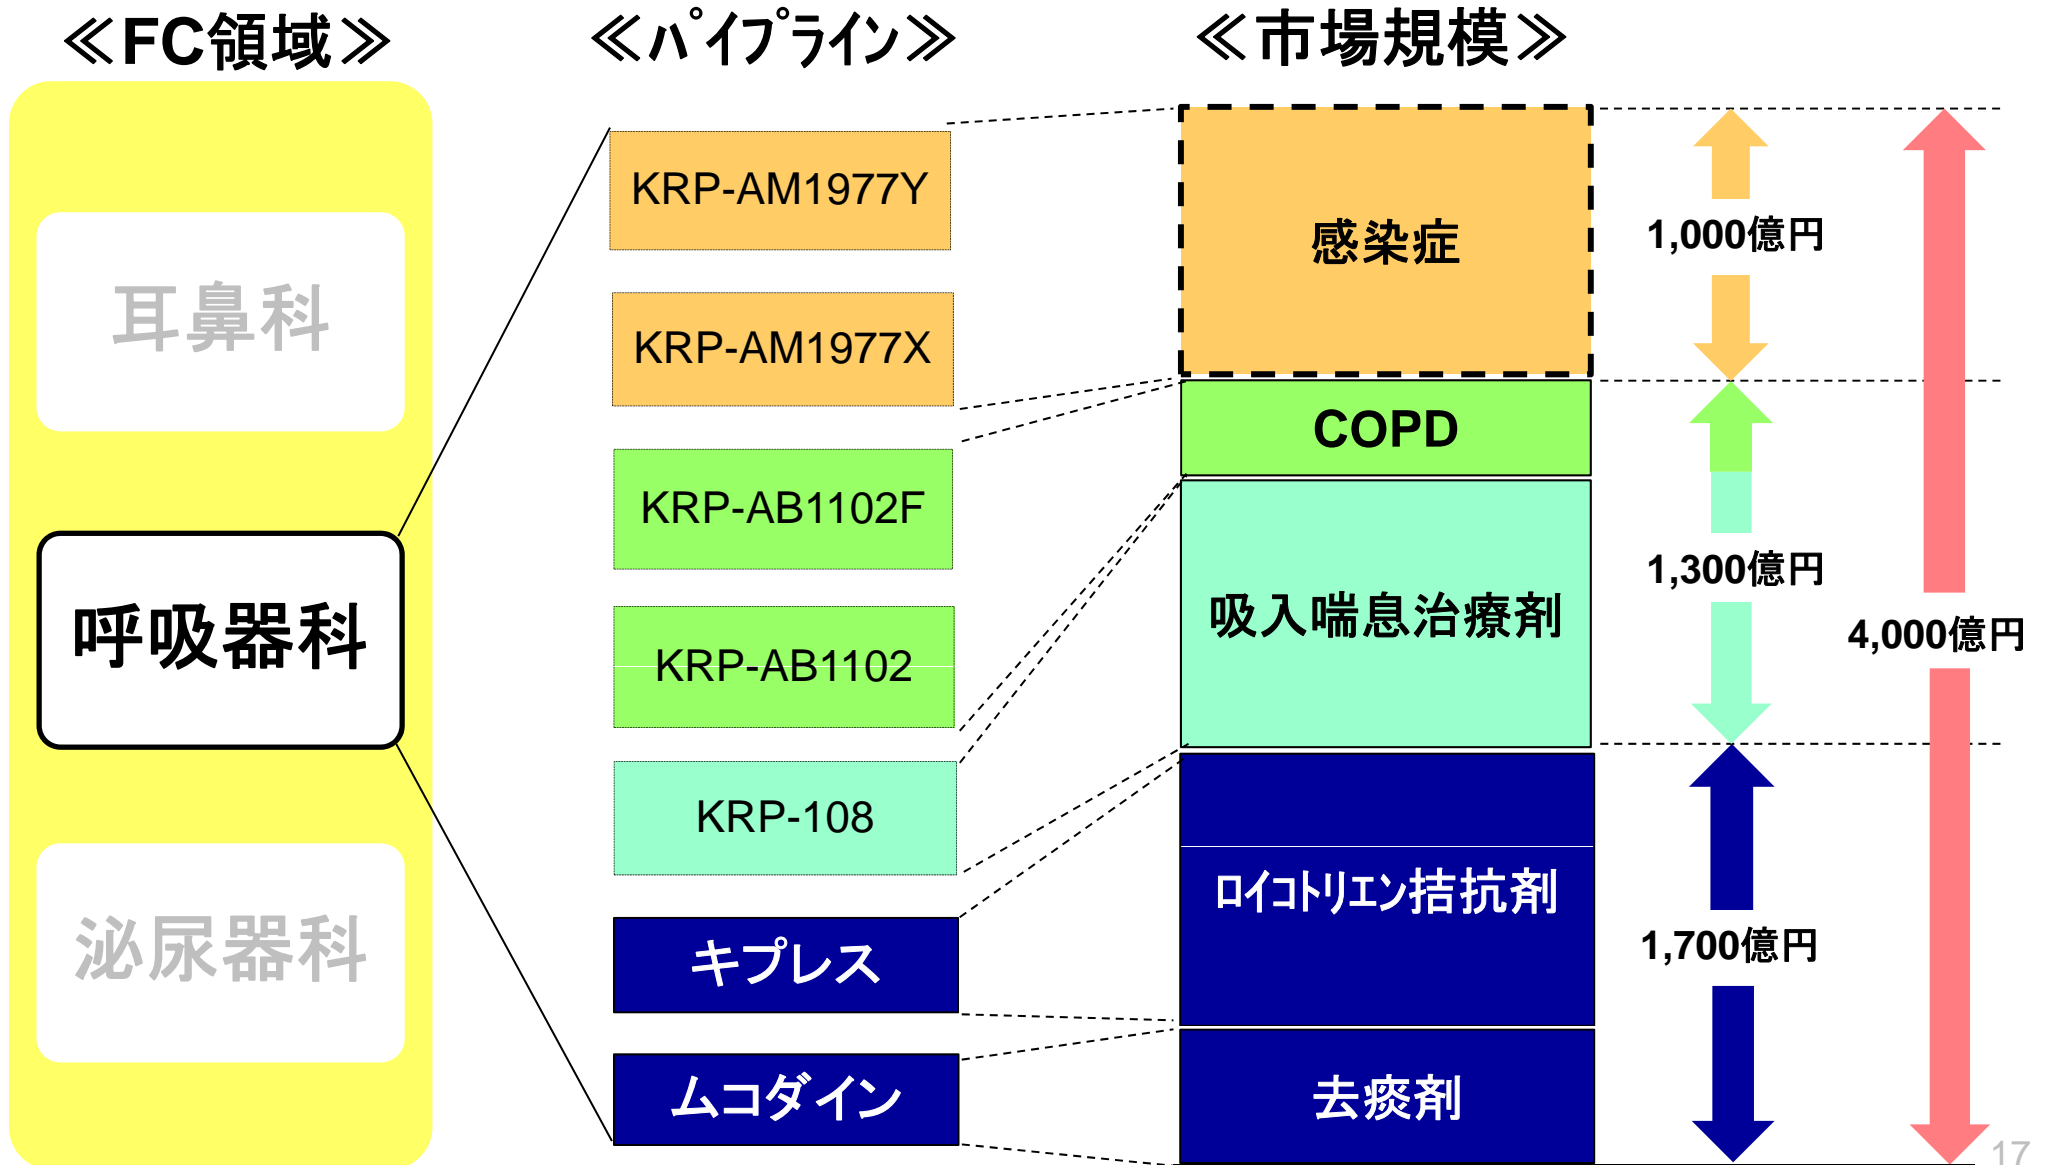 ≪FC領域≫
≪ﾊﾟｲﾌﾟﾗｲﾝ≫
≪市場規模≫
耳鼻科
呼吸器科
泌尿器科
KRP-AM1977Y
KRP-AM1977X
KRP-AB1102F
KRP-AB1102
KRP-108
キプレス
ムコダイン
感染症
COPD
吸入喘息治療剤
ﾛｲｺﾄﾘｴﾝ拮抗剤
去痰剤
1,000億円
1,300億円
1,700億円
4,000億円
17